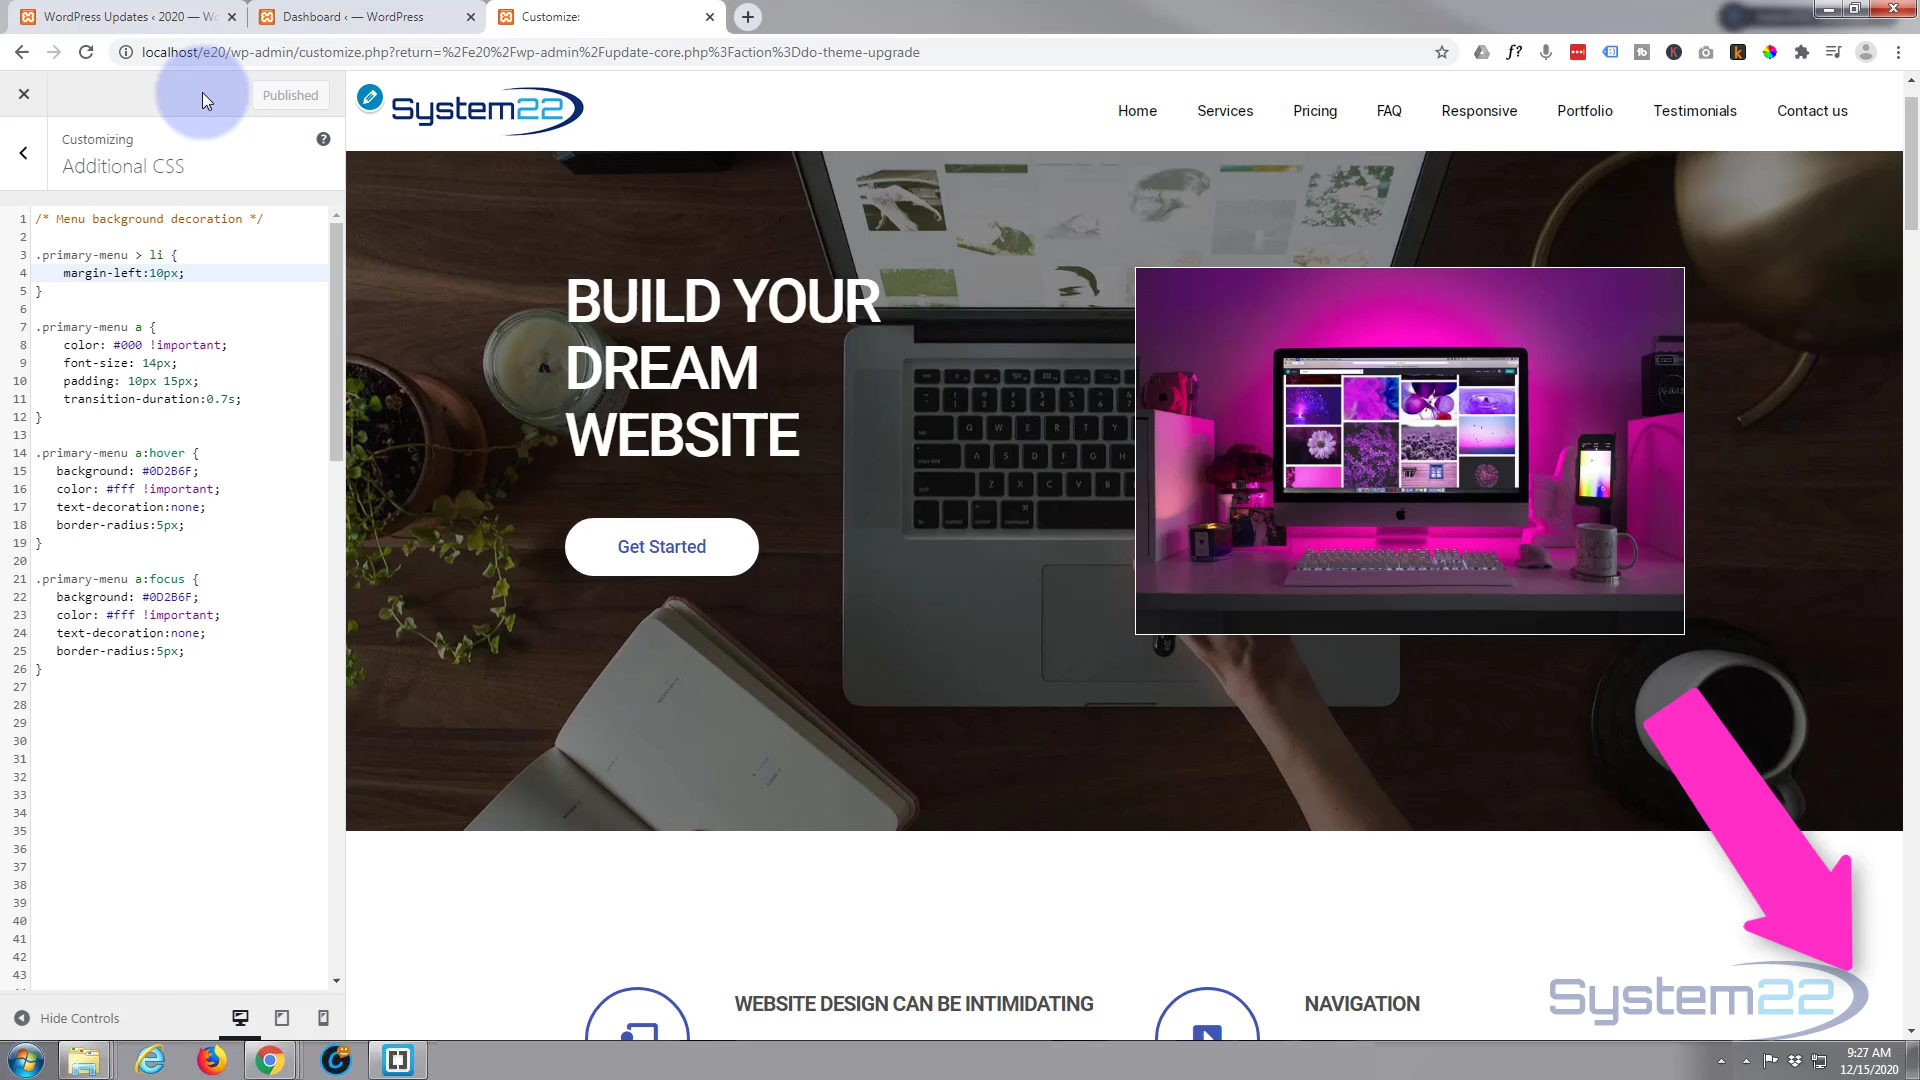 WordPress Updates ‹ 2020 — Wo
Dashboard ‹ — WordPress
Customize:
localhost/e20/wp-admin/customize.php?return=%2Fe20%2Fwp-admin%2Fupdate-core.php%3Faction%3Ddo-theme-upgrade
Published
Customizing
Additional CSS
1 /* Menu background decoration */
2
3 .primary-menu > li {
4 margin-left:10px;
5 }
6
7 .primary-menu a {
8 color: #000 !important;
9 font-size: 14px;
10 padding: 10px 15px;
11 transition-duration:0.7s;
12 }
13
14 .primary-menu a:hover {
15 background: #0D2B6F;
16 color: #fff !important;
17 text-decoration:none;
18 border-radius:5px;
19 }
20
21 .primary-menu a:focus {
22 background: #0D2B6F;
23 color: #fff !important;
24 text-decoration:none;
25 border-radius:5px;
26 }
27
28
29
30
31
32
33
34
35
36
37
38
39
40
41
42
43
Hide Controls
System22
Home Services Pricing FAQ Responsive Portfolio Testimonials Contact us
BUILD YOUR
DREAM
WEBSITE
Get Started
WEBSITE DESIGN CAN BE INTIMIDATING
NAVIGATION
System22
9:27 AM
12/15/2020